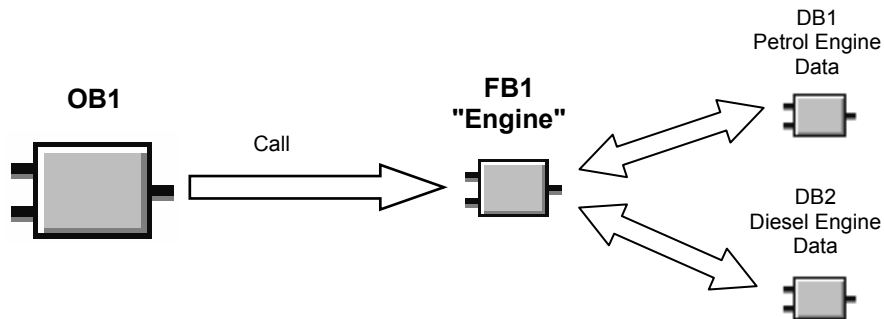 OB1
Call
FB1
"Engine"
DB1
Petrol Engine
Data
DB2
Diesel Engine
Data